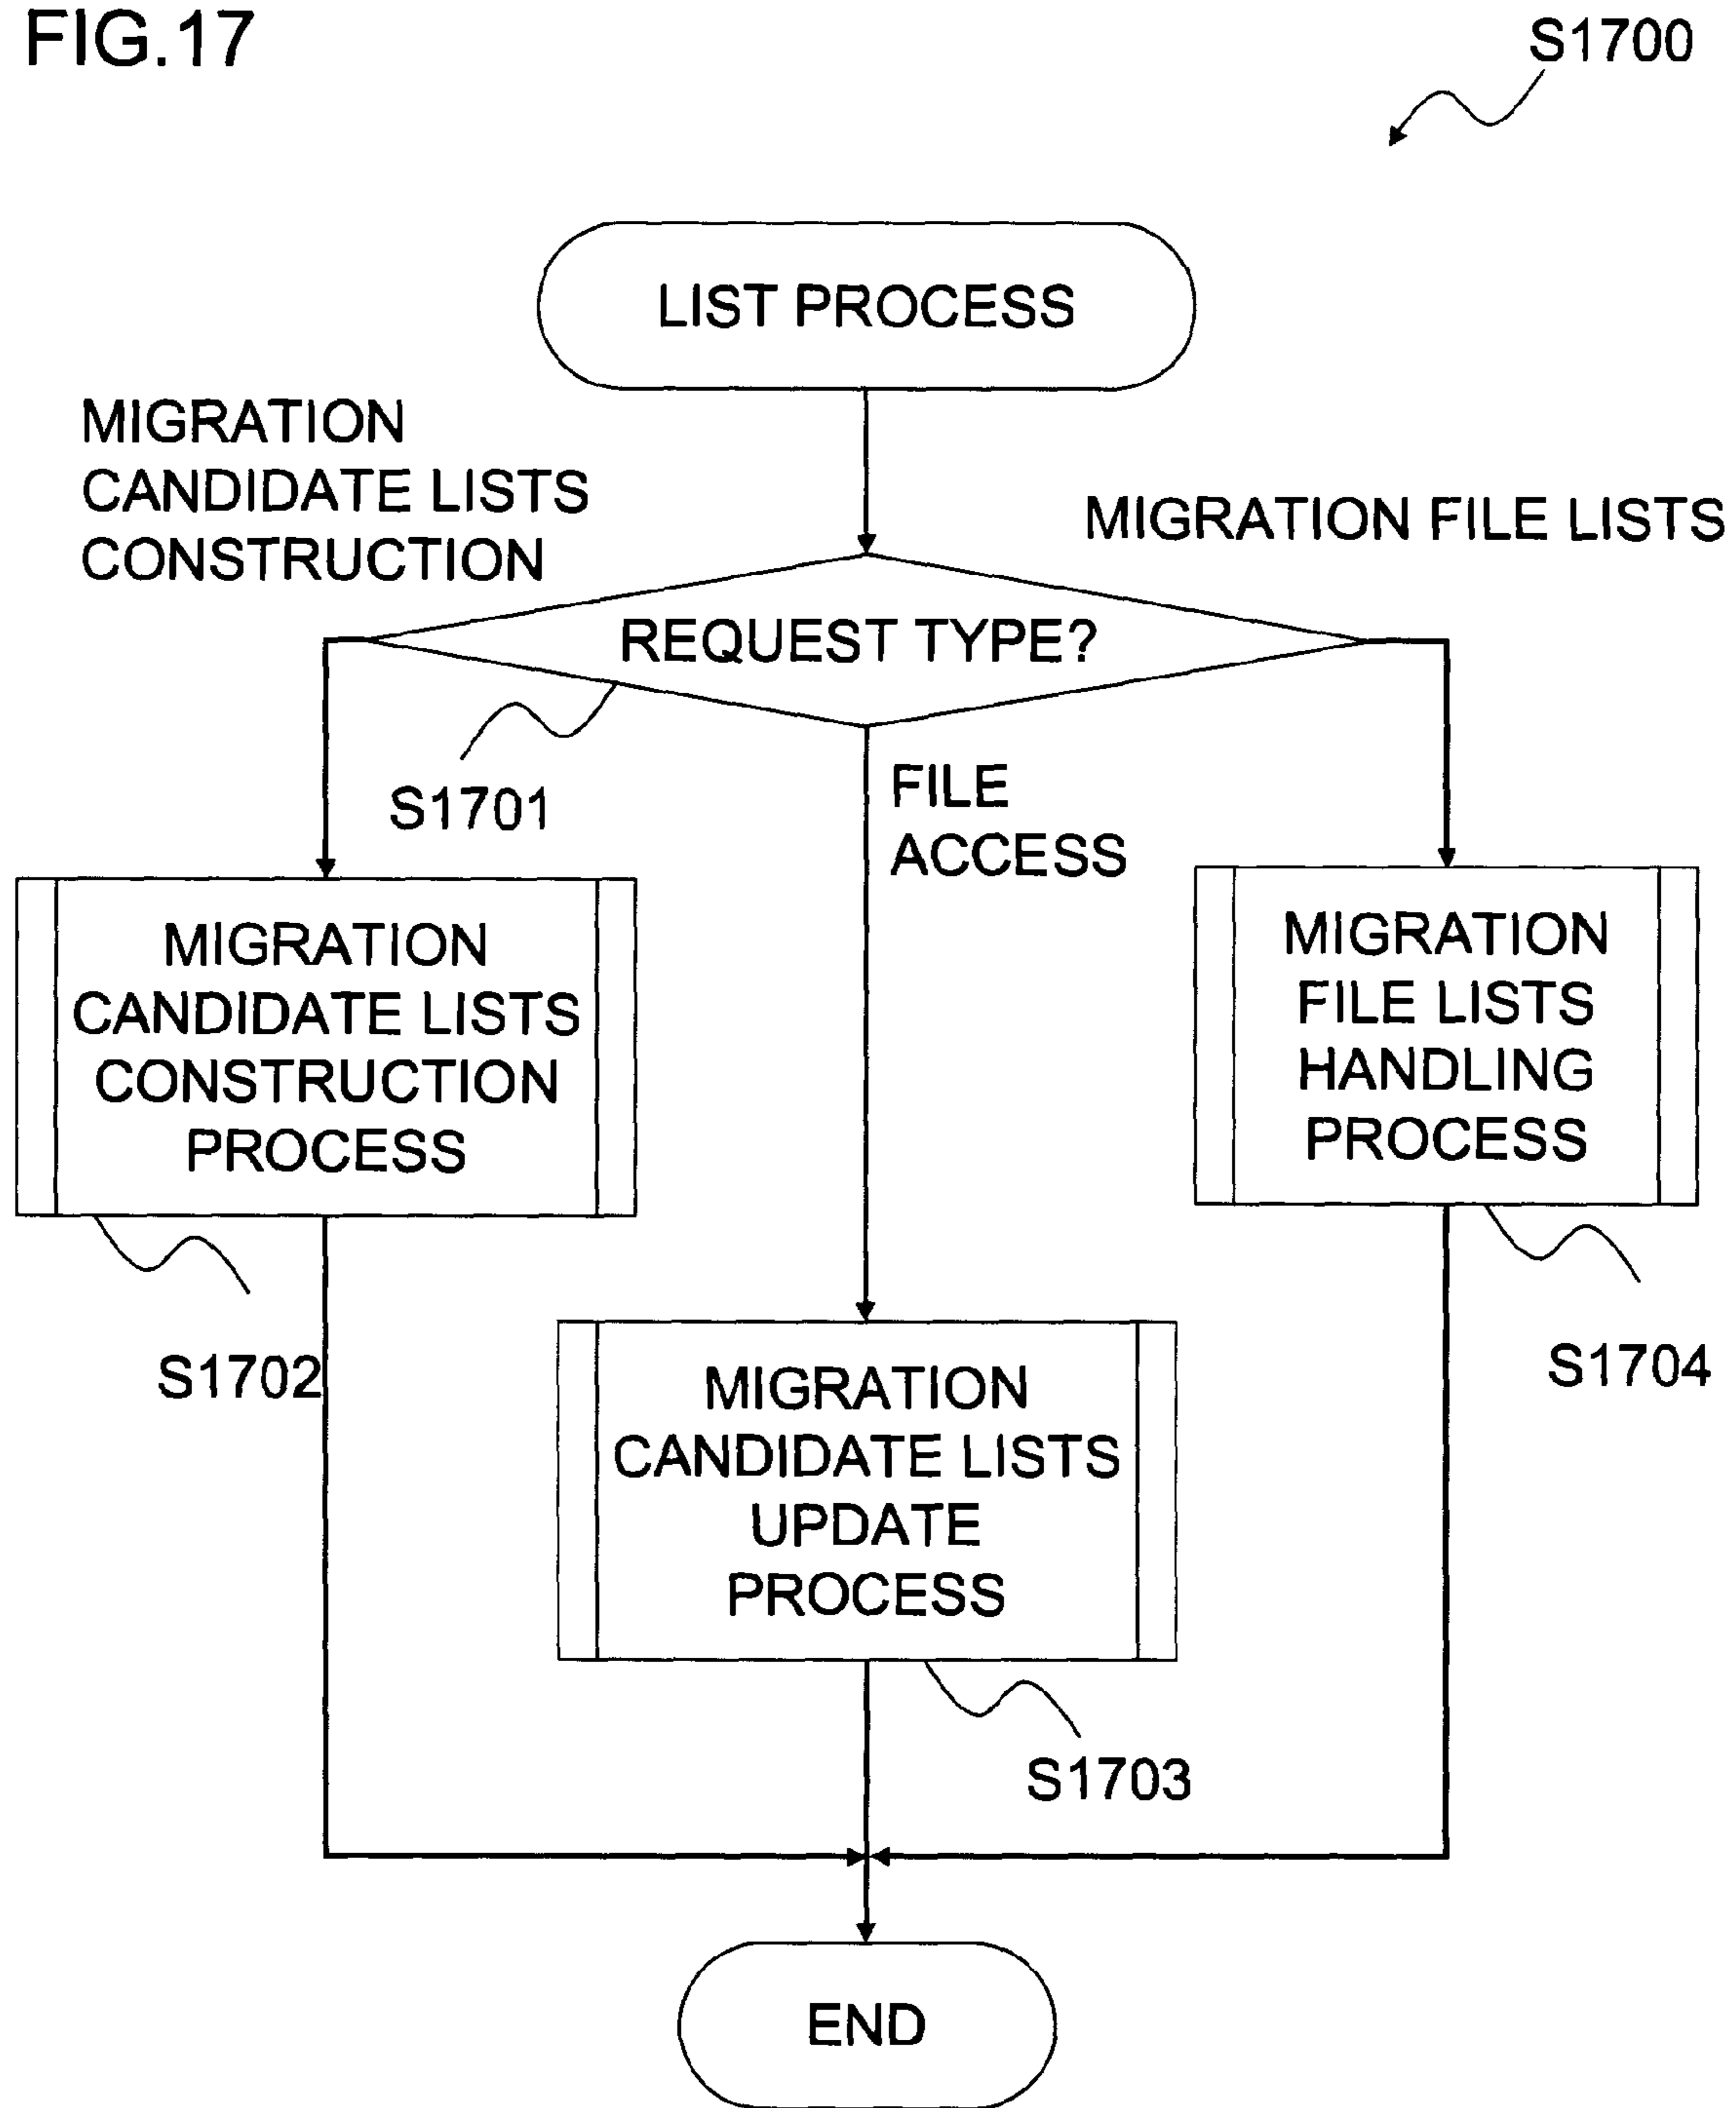 FIG.17
S1700
LIST PROCESS
MIGRATION
CANDIDATE LISTS
CONSTRUCTION
MIGRATION FILE LISTS
REQUEST TYPE?
S1701
FILE
ACCESS
MIGRATION
CANDIDATE LISTS
CONSTRUCTION
PROCESS
MIGRATION
FILE LISTS
HANDLING
PROCESS
S1702
S1704
MIGRATION
CANDIDATE LISTS
UPDATE
PROCESS
S1703
END